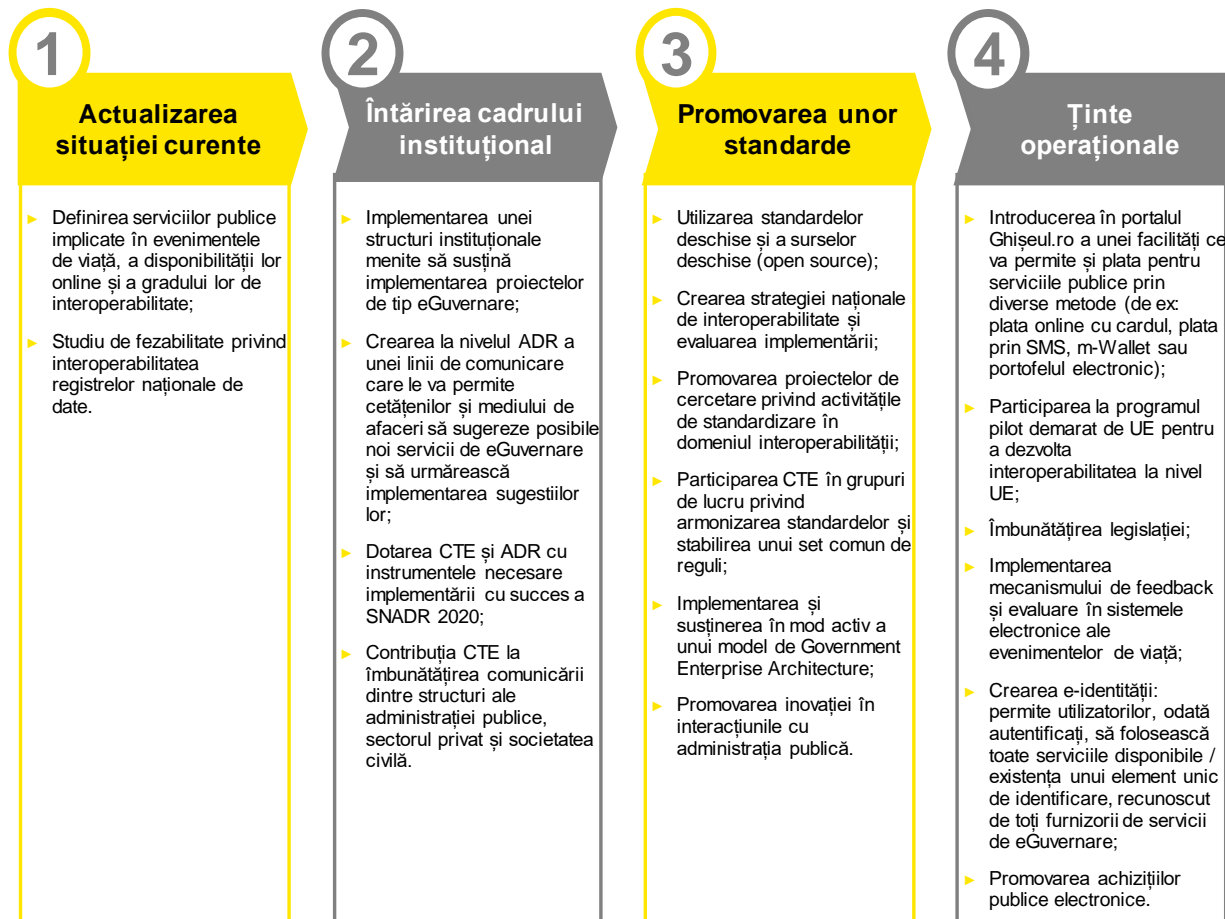 1
Actualizarea
situației curente
► Definirea serviciilor publice
implicate în evenimentele
de viață, a disponibilității lor
online și a gradului lor de
interoperabilitate;
► Studiu de fezabilitate privind
interoperabilitatea
registrelor naționale de
date.
2
Întărirea cadrului
instituțional
► Implementarea unei
structuri instituționale
menite să susțină
implementarea proiectelor
de tip eGuvernare;
► Crearea la nivelul ADR a
unei linii de comunicare
care le va permite
cetățenilor și mediului de
afaceri să sugereze posibile
noi servicii de eGuvernare
și să urmărească
implementarea sugestiilor
lor;
► Dotarea CTE și ADR cu
instrumentele necesare
implementării cu succes a
SNADR 2020;
► Contribuția CTE la
îmbunătățirea comunicării
dintre structuri ale
administrației publice,
sectorul privat și societatea
civilă.
3
Promovarea unor
standarde
► Utilizarea standardelor
deschise și a surselor
deschise (open source);
► Crearea strategiei naționale
de interoperabilitate și
evaluarea implementării;
► Promovarea proiectelor de
cercetare privind activitățile
de standardizare în
domeniul interoperabilității;
► Participarea CTE în grupuri
de lucru privind
armonizarea standardelor și
stabilirea unui set comun de
reguli;
► Implementarea și
susținerea în mod activ a
unui model de Government
Enterprise Architecture;
► Promovarea inovației în
interacțiunile cu
administrația publică.
4
Ținte
operaționale
► Introducerea în portalul
Ghișeul.ro a unei facilități ce
va permite și plata pentru
serviciile publice prin
diverse metode (de ex:
plata online cu cardul, plata
prin SMS, m-Wallet sau
portofelul electronic);
► Participarea la programul
pilot demarat de UE pentru
a dezvolta
interoperabilitatea la nivel
UE;
► Îmbunătățirea legislației;
► Implementarea
mecanismului de feedback
și evaluare în sistemele
electronice ale
evenimentelor de viață;
► Crearea e-identității:
permite utilizatorilor, odată
autentificați, să folosească
toate serviciile disponibile /
existența unui element unic
de identificare, recunoscut
de toți furnizorii de servicii
de eGuvernare;
► Promovarea achizițiilor
publice electronice.